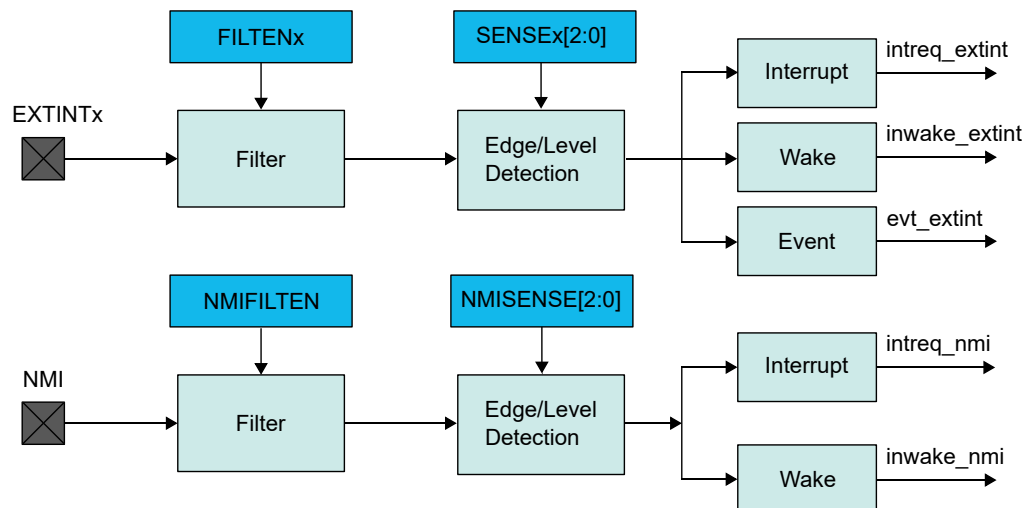 FILTENx
SENSEx[2:0]
EXTINTx
Filter
Edge/Level
Detection
Interrupt
intreq_extint
Wake
inwake_extint
Event
evt_extint
NMIFILTEN
NMISENSE[2:0]
NMI
Filter
Edge/Level
Detection
Interrupt
intreq_nmi
Wake
inwake_nmi